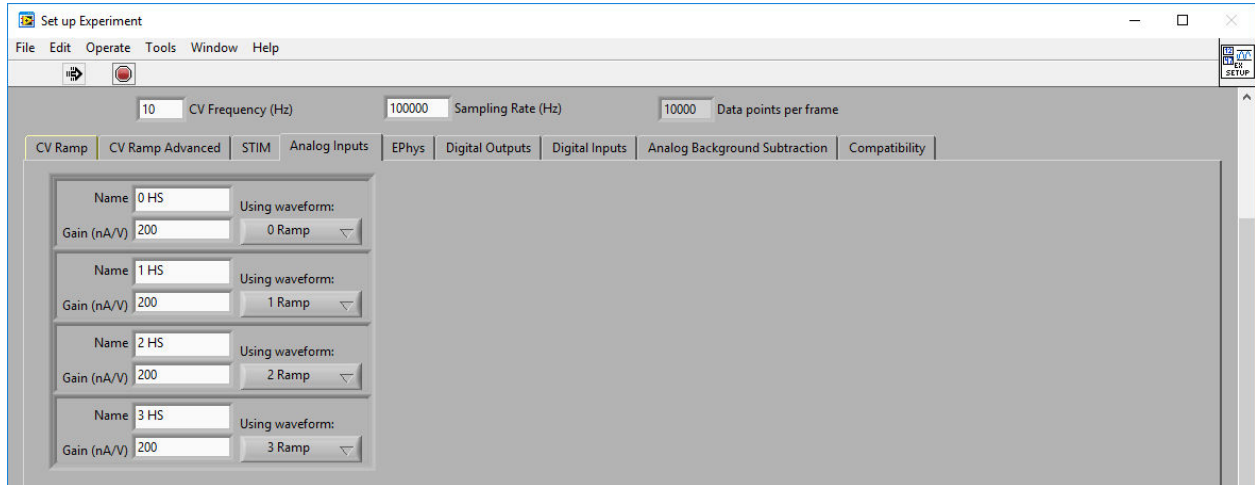 Set up Experiment
File Edit Operate Tools Window Help
EX
SETUP
10 CV Frequency (Hz) 100000 Sampling Rate (Hz) 10000 Data points per frame
CV Ramp CV Ramp Advanced STIM Analog Inputs EPhys Digital Outputs Digital Inputs Analog Background Subtraction Compatibility
Name 0 HS Using waveform:
Gain (nA/V) 200 0 Ramp
Name 1 HS Using waveform:
Gain (nA/V) 200 1 Ramp
Name 2 HS Using waveform:
Gain (nA/V) 200 2 Ramp
Name 3 HS Using waveform:
Gain (nA/V) 200 3 Ramp